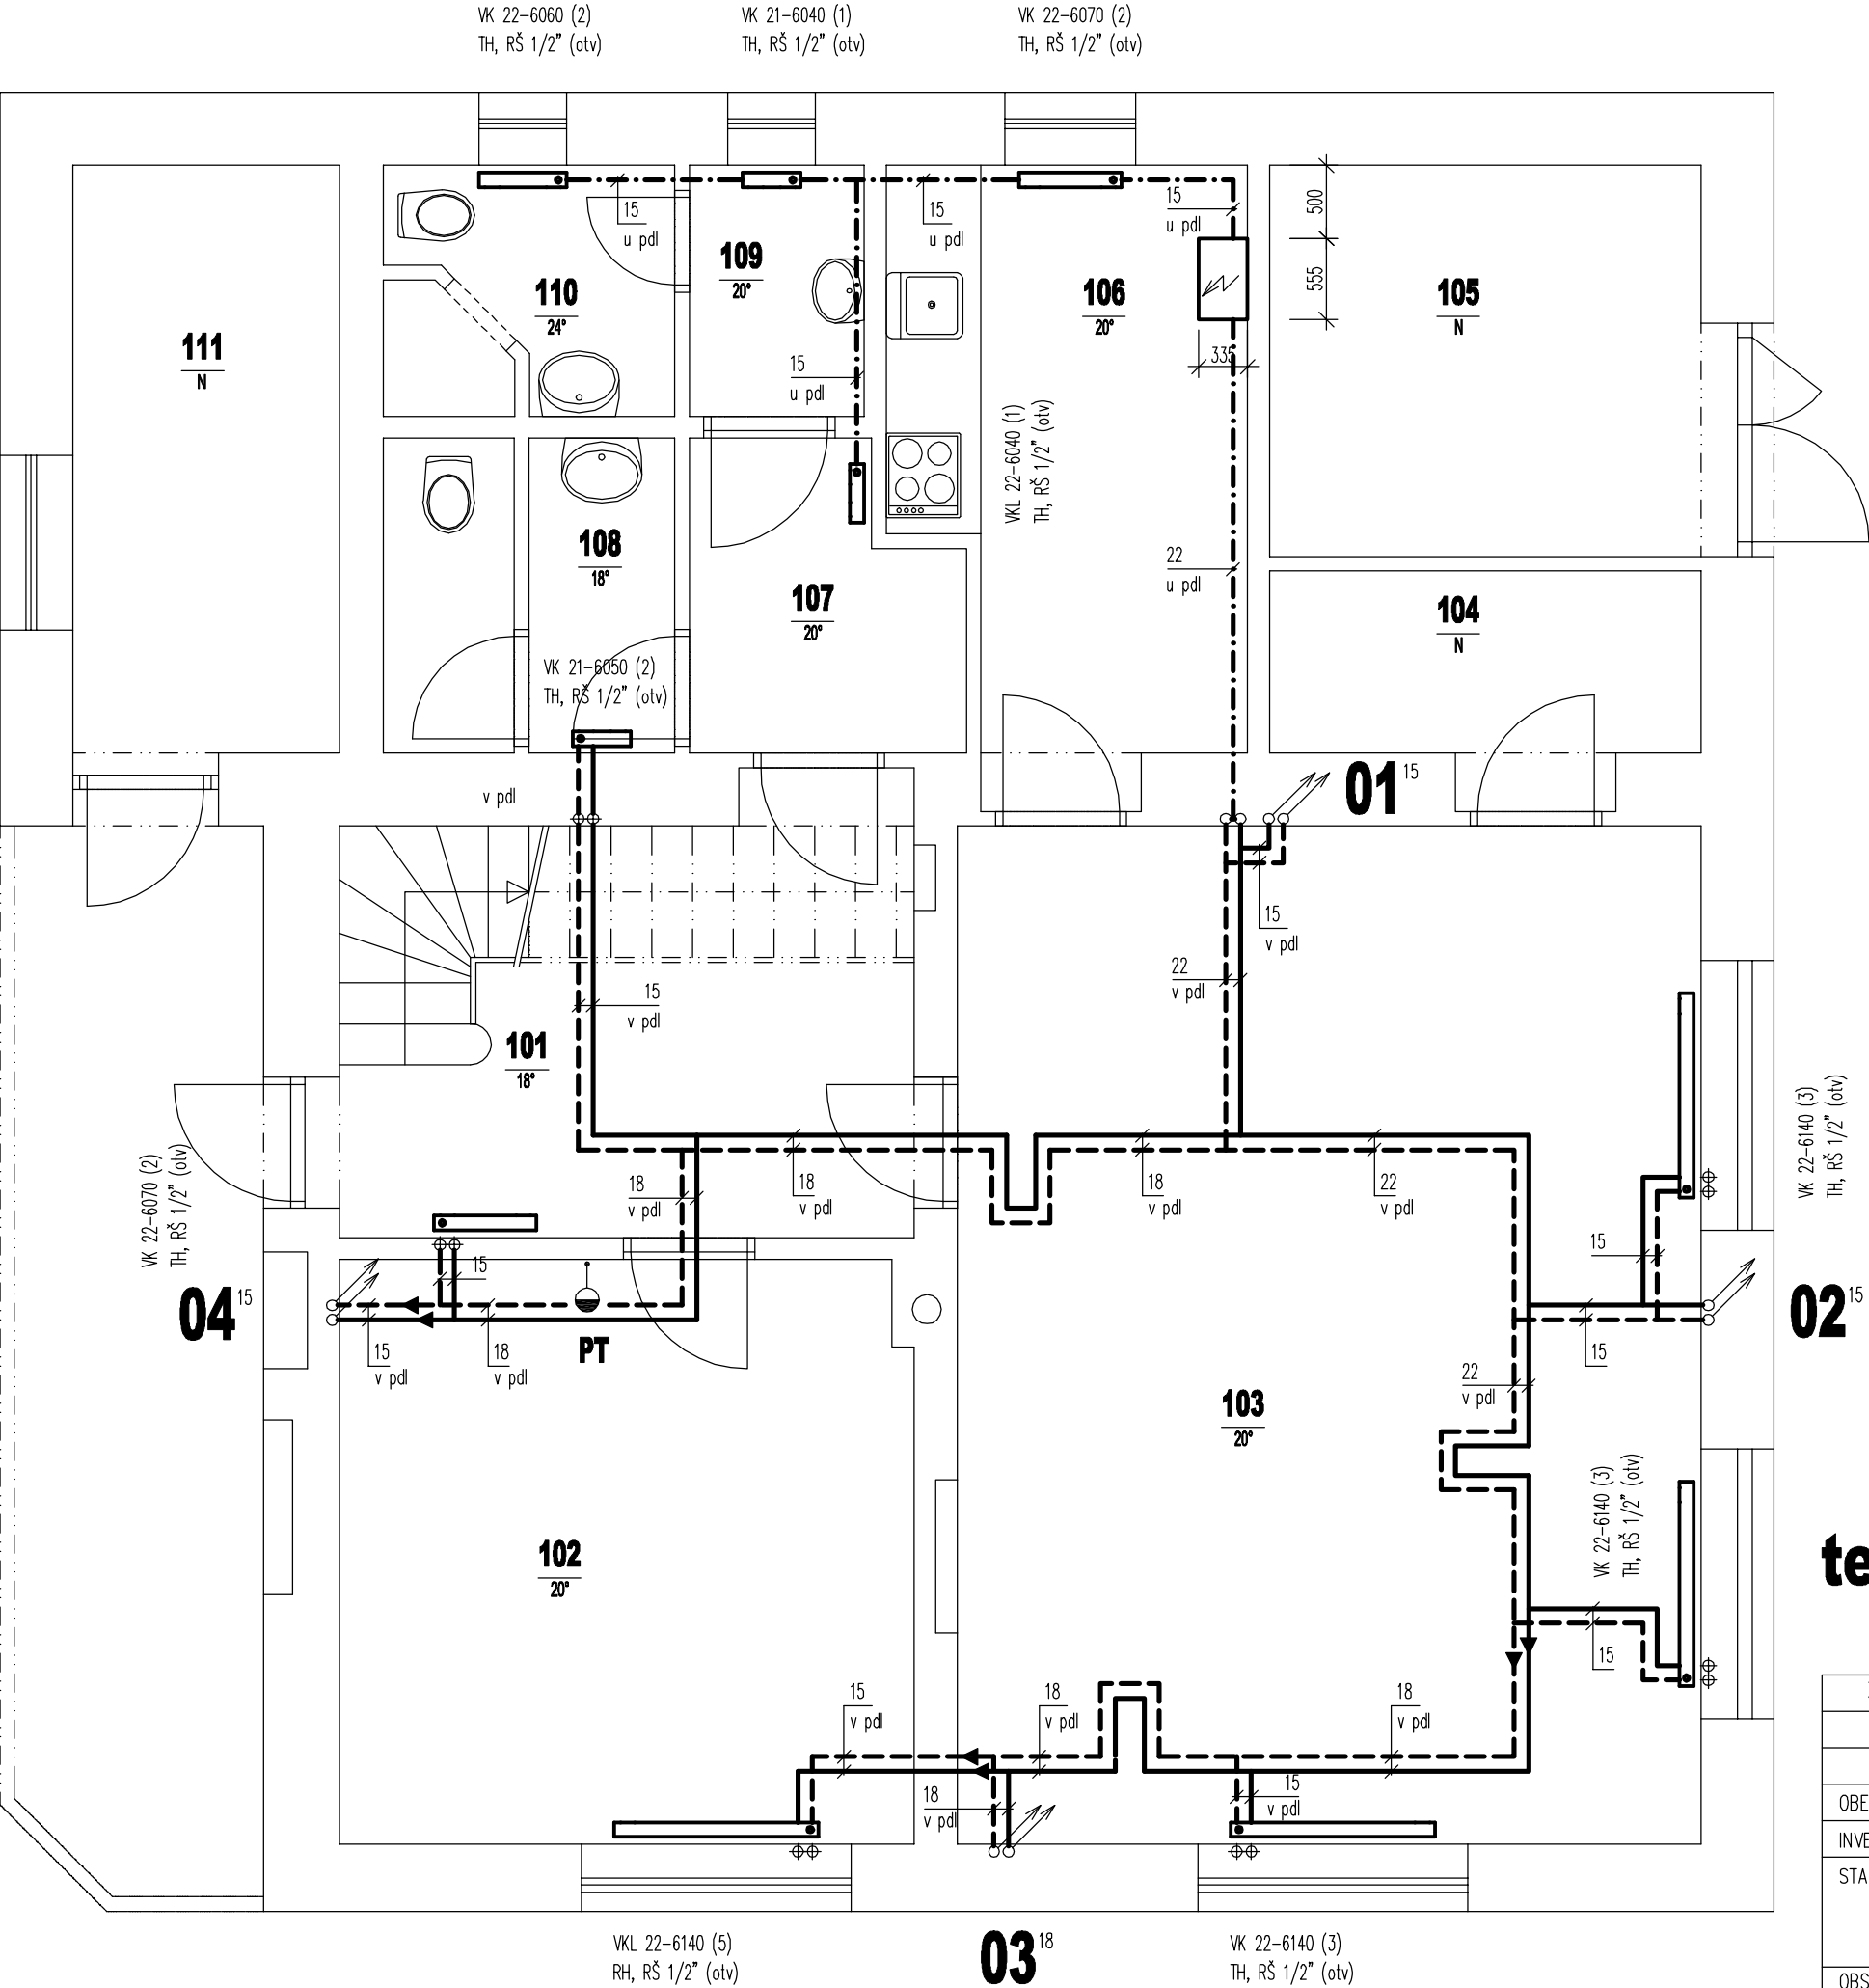 VK 22-6060 (2)
TH, RŠ 1/2" (otv)
VK 21-6040 (1)
TH, RŠ 1/2" (otv)
VK 22-6070 (2)
TH, RŠ 1/2" (otv)
15
u pdl
15
u pdl
15
u pdl
500
555
335
109
20°
110
24°
106
20°
105
N
111
N
15
u pdl
VKL 22-6040 (1)
TH, RŠ 1/2" (otv)
108
18°
107
20°
22
u pdl
104
N
VK 21-6050 (2)
TH, RŠ 1/2" (otv)
v pdl
01 15
15
v pdl
22
v pdl
15
v pdl
101
18°
VK 22-6070 (2)
TH, RŠ 1/2" (otv)
VK 22-6140 (3)
TH, RŠ 1/2" (otv)
18
v pdl
18
v pdl
18
v pdl
22
v pdl
15
15
04 15
02 15
15
v pdl
18
v pdl
PT
15
22
v pdl
103
20°
VK 22-6140 (3)
TH, RŠ 1/2" (otv)
102
20°
te
15
15
v pdl
18
v pdl
18
v pdl
18
v pdl
15
v pdl
OBE
INVE
STA
VKL 22-6140 (5)
RH, RŠ 1/2" (otv)
03 18
VK 22-6140 (3)
TH, RŠ 1/2" (otv)
OBS